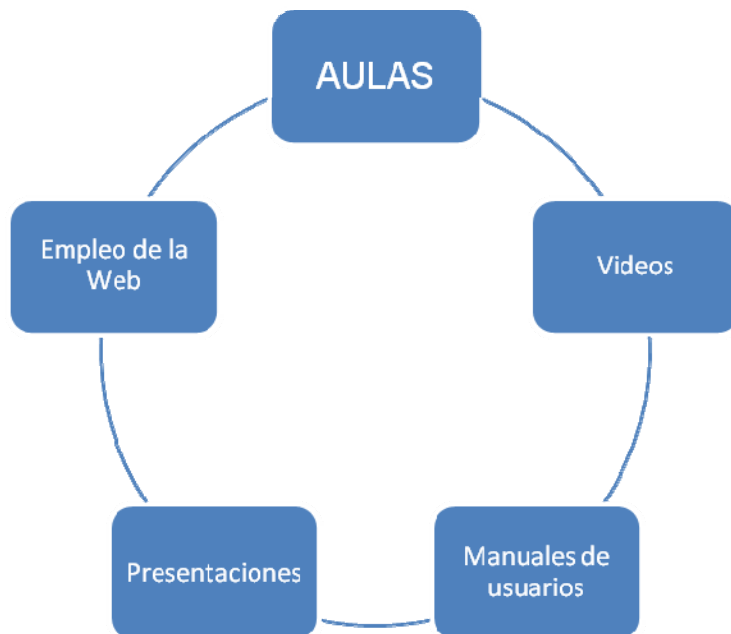 AULAS
Videos
Manuales de
usuarios
Presentaciones
Empleo de la
Web